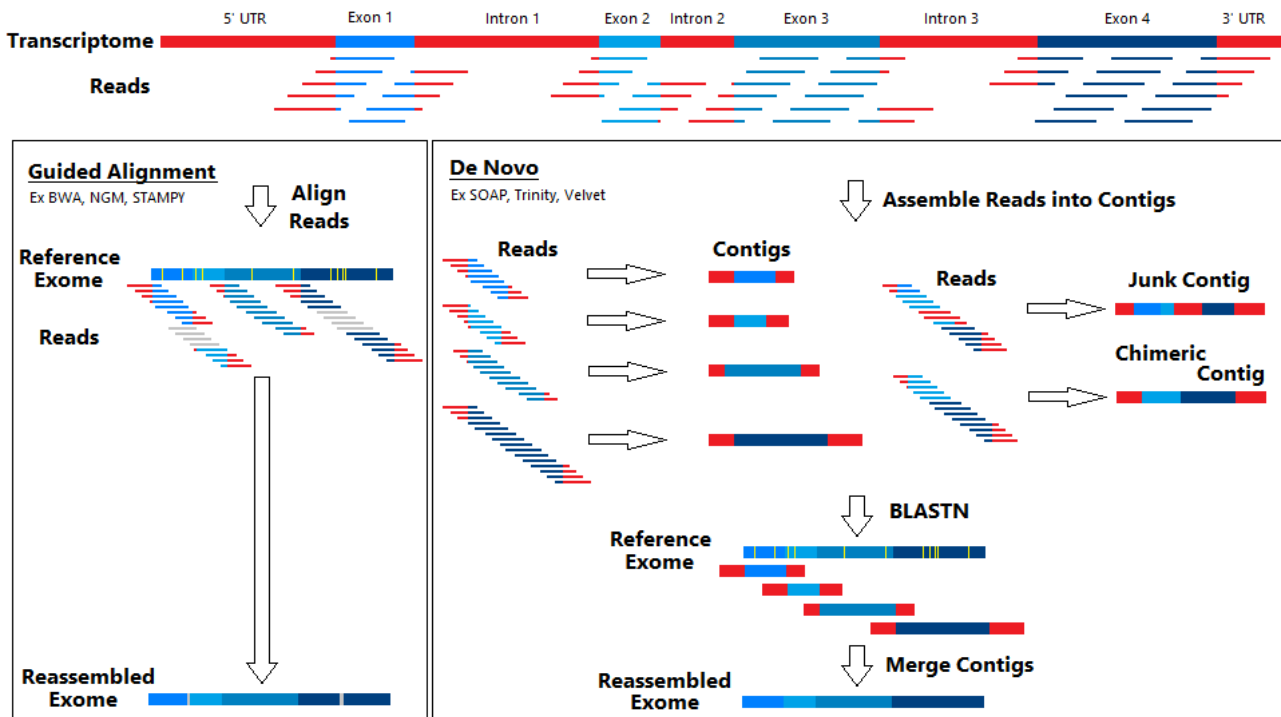 5' UTR Exon 1 Intron 1 Exon 2 Intron 2 Exon 3 Intron 3 Exon 4 3' UTR
Transcriptome
Reads
Guided Alignment
Ex BWA, NGM, STAMPY
Align
Reads
Reference
Exome
Reads
Reassembled
Exome
De Novo
Ex SOAP, Trinity, Velvet
Assemble Reads into Contigs
Reads
Contigs
Reads
Junk Contig
Chimeric
Contig
BLASTN
Reference
Exome
Merge Contigs
Reassembled
Exome